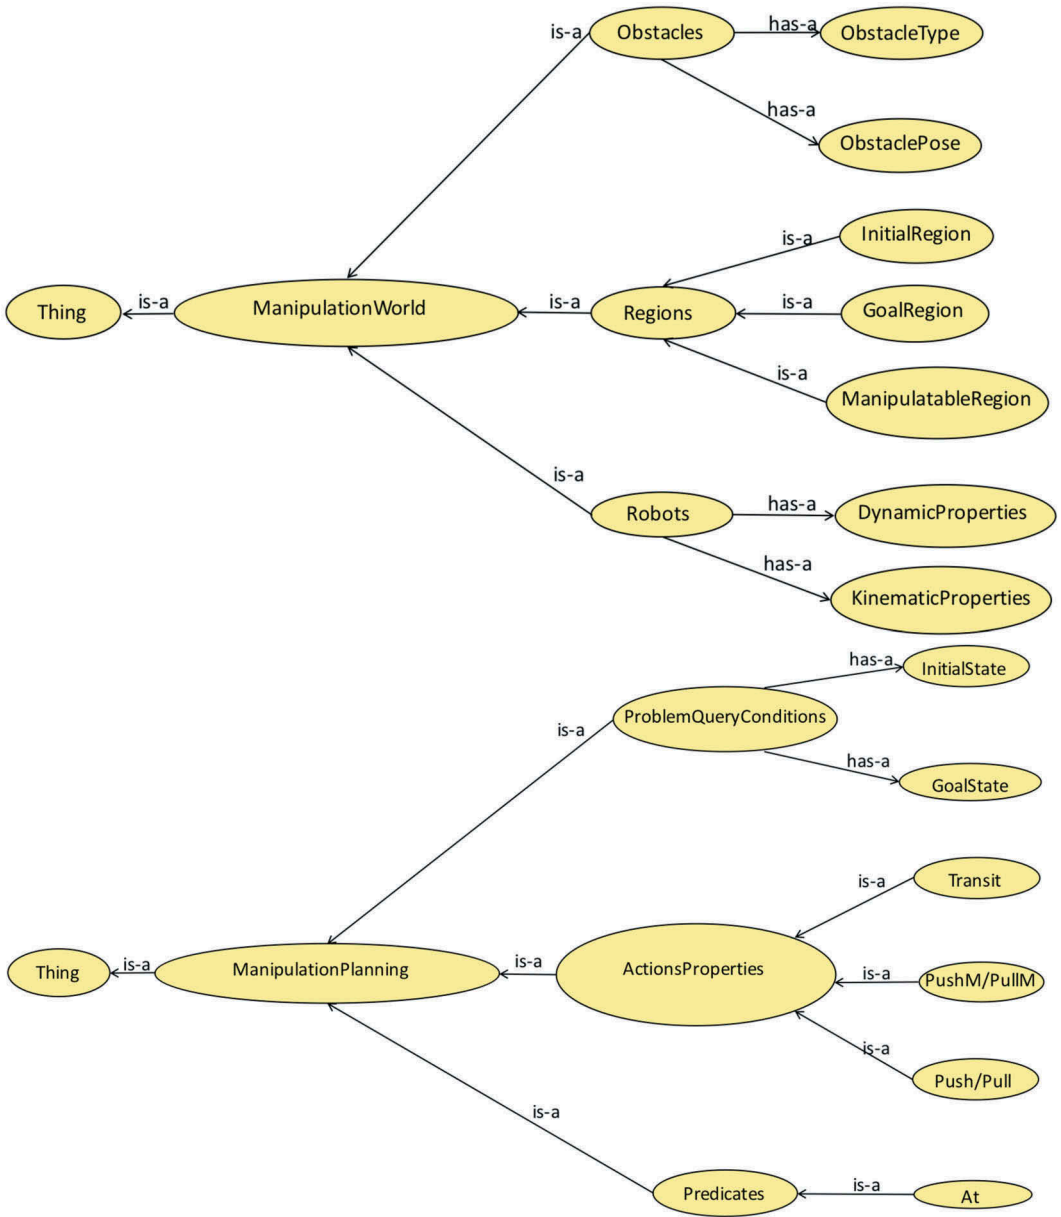 is-a
Obstacles
has-a
ObstacleType
has-a
ObstaclePose
InitialRegion
is-a
Thing
is-a
ManipulationWorld
is-a
Regions
is-a
GoalRegion
is-a
ManipulatableRegion
is-a
Robots
has-a
DynamicProperties
has-a
KinematicProperties
has-a
InitialState
is-a
ProblemQueryConditions
has-a
GoalState
is-a
Transit
Thing
is-a
ManipulationPlanning
is-a
ActionsProperties
is-a
PushM/PullM
is-a
Push/Pull
is-a
Predicates
is-a
At